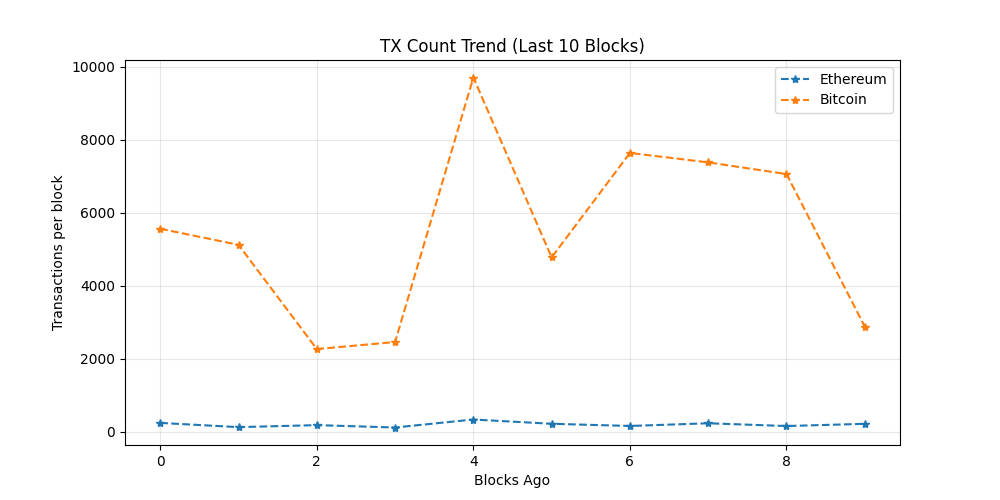 TX Count Trend (Last 10 Blocks)
Ethereum
Bitcoin
Transactions per block
10000
8000
6000
4000
2000
0
0 2 4 6 8
Blocks Ago